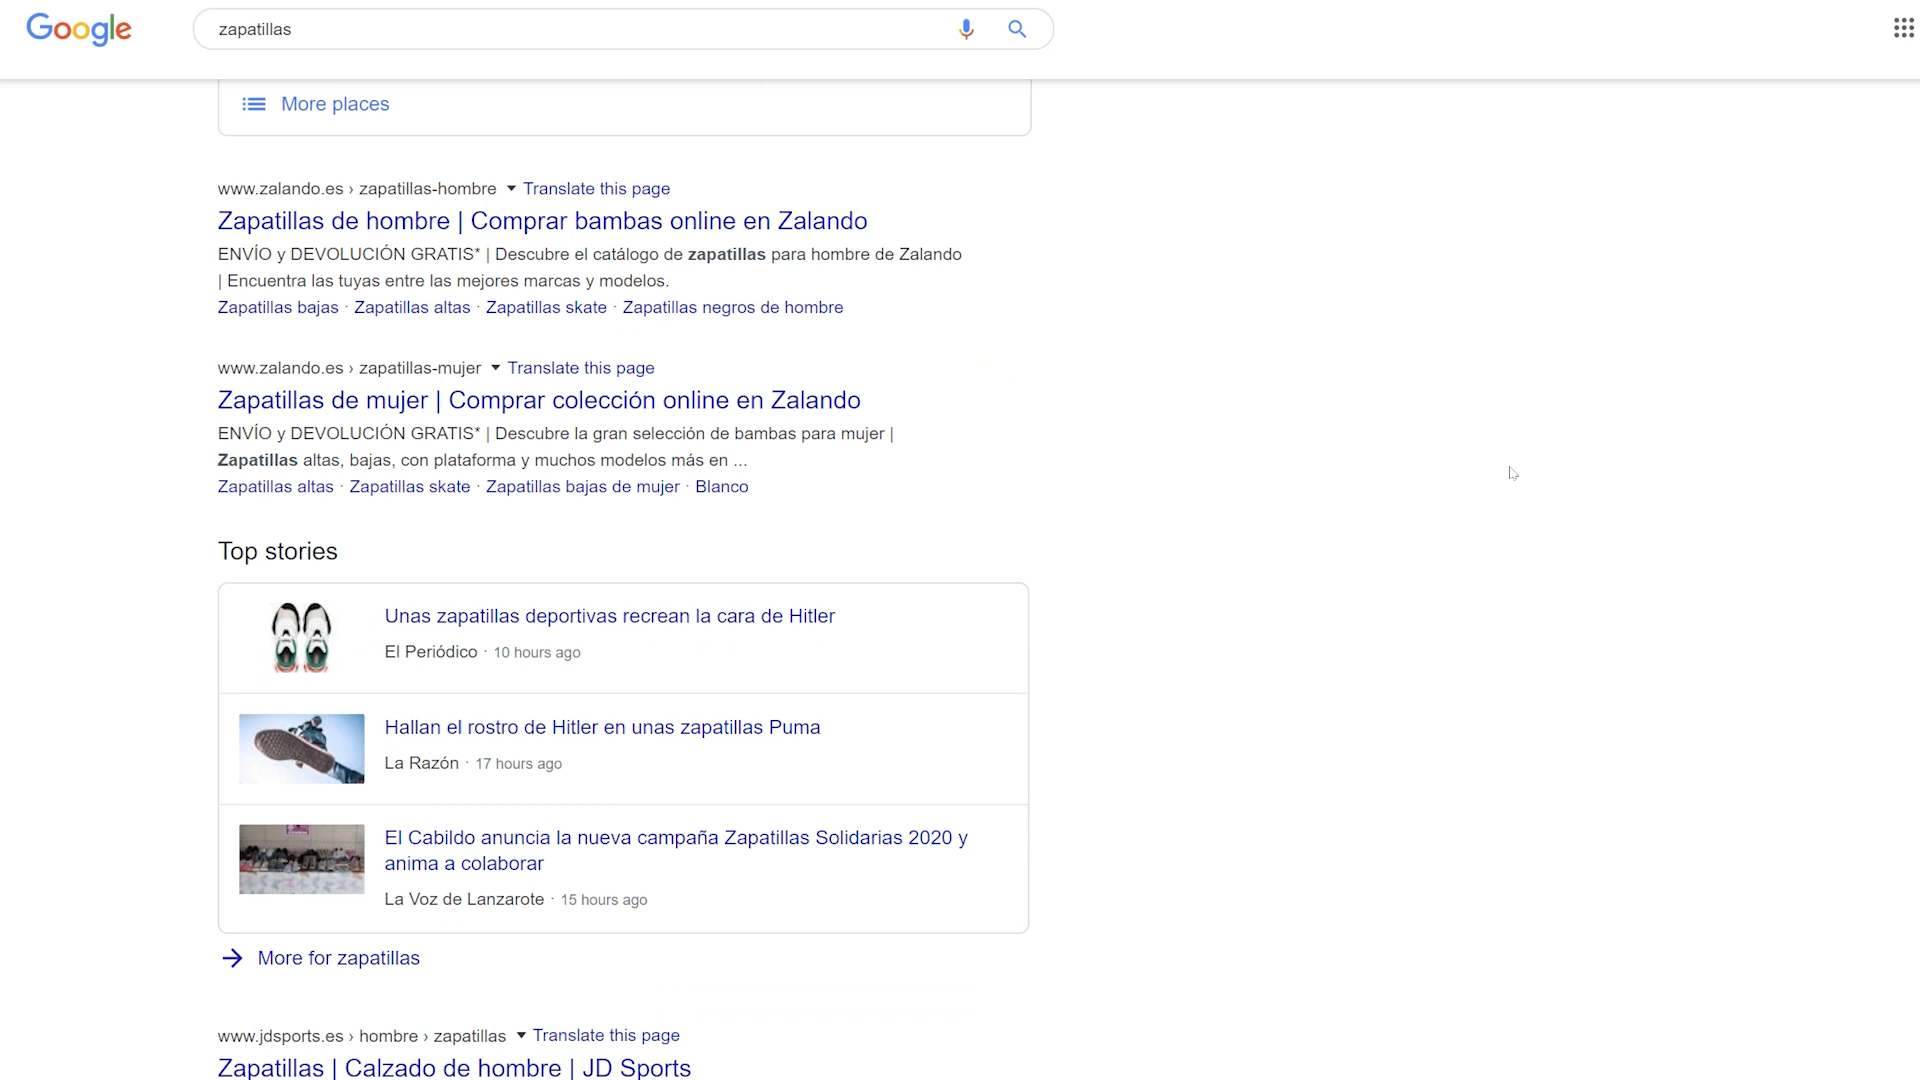 Google
zapatillas
More places
www.zalando.es › zapatillas-hombre Translate this page
Zapatillas de hombre | Comprar bambas online en Zalando
ENVÍO y DEVOLUCIÓN GRATIS* | Descubre el catálogo de zapatillas para hombre de Zalando
| Encuentra las tuyas entre las mejores marcas y modelos.
Zapatillas bajas · Zapatillas altas · Zapatillas skate · Zapatillas negros de hombre
www.zalando.es › zapatillas-mujer Translate this page
Zapatillas de mujer | Comprar colección online en Zalando
ENVÍO y DEVOLUCIÓN GRATIS* | Descubre la gran selección de bambas para mujer |
Zapatillas altas, bajas, con plataforma y muchos modelos más en ...
Zapatillas altas · Zapatillas skate · Zapatillas bajas de mujer · Blanco
Top stories
Unas zapatillas deportivas recrean la cara de Hitler
El Periódico · 10 hours ago
Hallan el rostro de Hitler en unas zapatillas Puma
La Razón · 17 hours ago
El Cabildo anuncia la nueva campaña Zapatillas Solidarias 2020 y
anima a colaborar
La Voz de Lanzarote · 15 hours ago
More for zapatillas
www.jdsports.es › hombre › zapatillas Translate this page
Zapatillas | Calzado de hombre | JD Sports